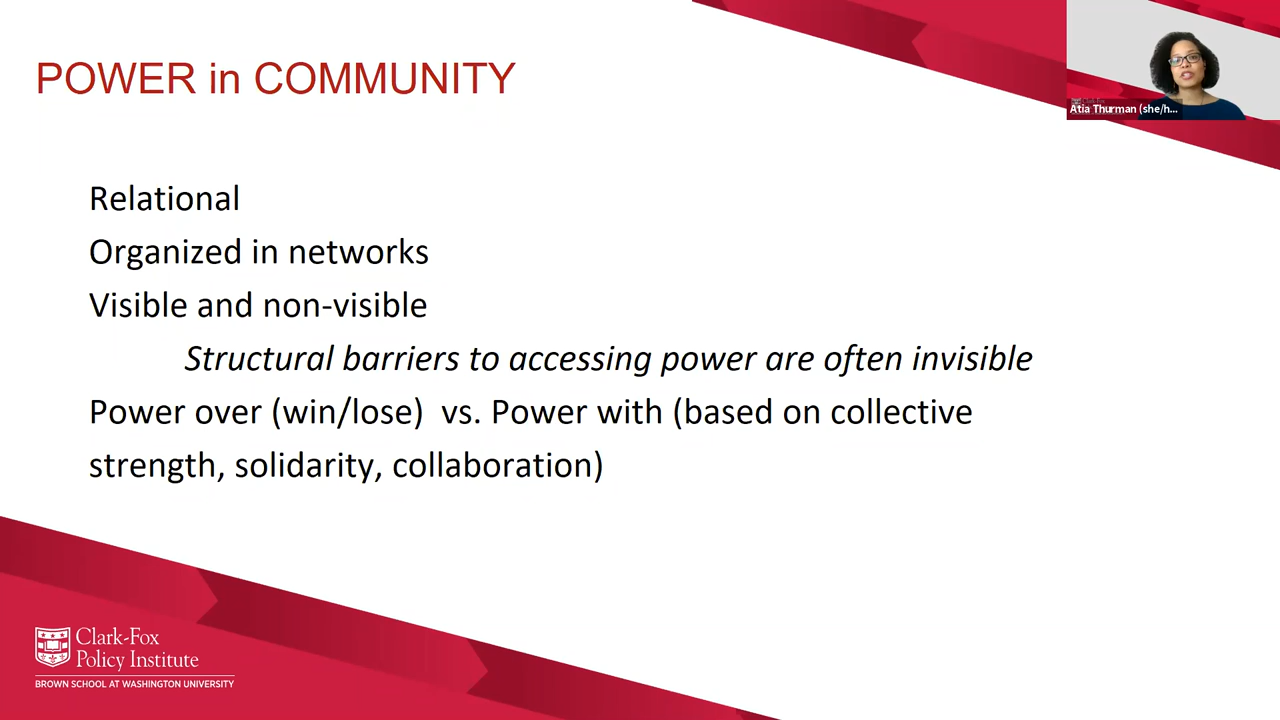 POWER in COMMUNITY
Atia Thurman (she/h...
Relational
Organized in networks
Visible and non-visible
Structural barriers to accessing power are often invisible
Power over (win/lose)  vs. Power with (based on collective
strength, solidarity, collaboration)
Clark-Fox
Policy Institute
BROWN SCHOOL AT WASHINGTON UNIVERSITY